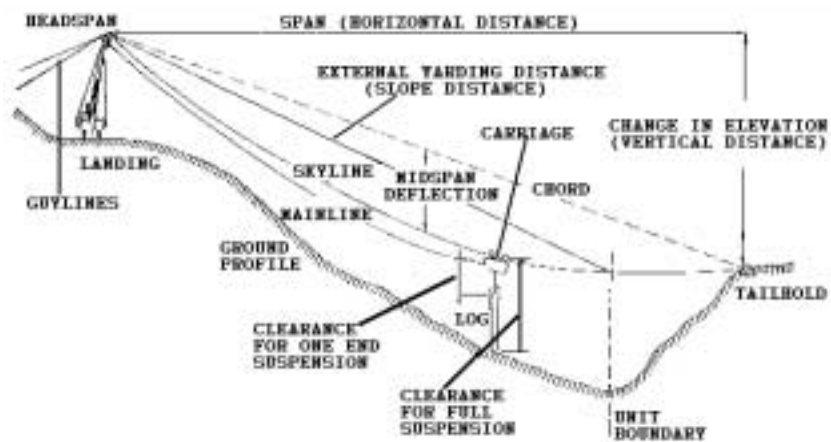 HEADSPAN
SPAN (HORIZONTAL DISTANCE)
EXTERNAL YARDING DISTANCE
(SLOPE DISTANCE)
CARRIAGE
CHANGE IN ELEVATION
(VERTICAL DISTANCE)
LANDING
SKYLINE
MIDSPAN
DEFLECTION
CHORD
GUYLINES
MAINLINE
GROUND
PROFILE
TAILHOLD
LOG
CLEARANCE
FOR ONE END
SUSPENSION
CLEARANCE
FOR FULL
SUSPENSION
UNIT
BOUNDARY